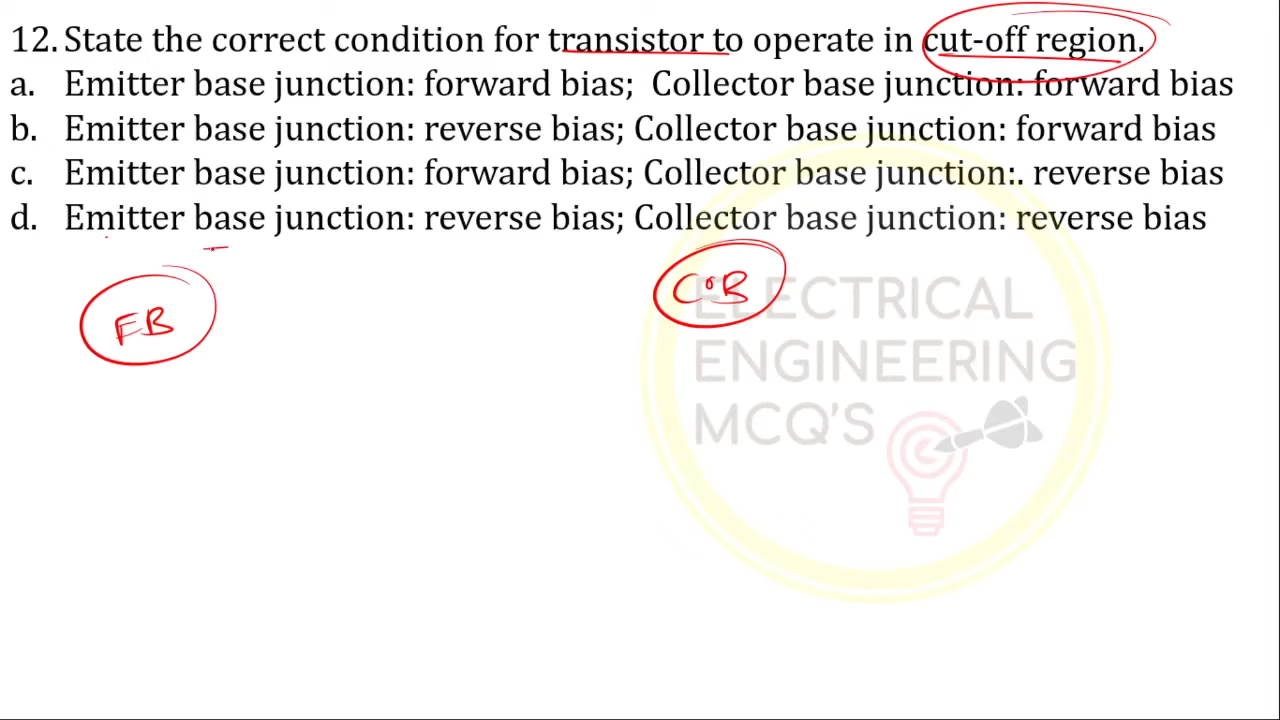 12. State the correct condition for transistor to operate in cut-off region.
a. Emitter base junction: forward bias; Collector base junction: forward bias
b. Emitter base junction: reverse bias; Collector base junction: forward bias
c. Emitter base junction: forward bias; Collector base junction:. reverse bias
d. Emitter base junction: reverse bias; Collector base junction: reverse bias
EB
CB
ELECTRICAL
ENGINEERING
MCQ'S